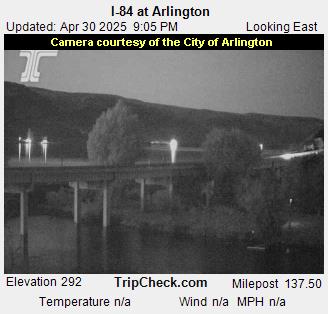 I-84 at Arlington
Updated: Apr 30 2025 9:05 PM Looking East
Camera courtesy of the City of Arlington
Elevation 292 TripCheck.com Milepost 137.50
Temperature n/a Wind n/a MPH n/a